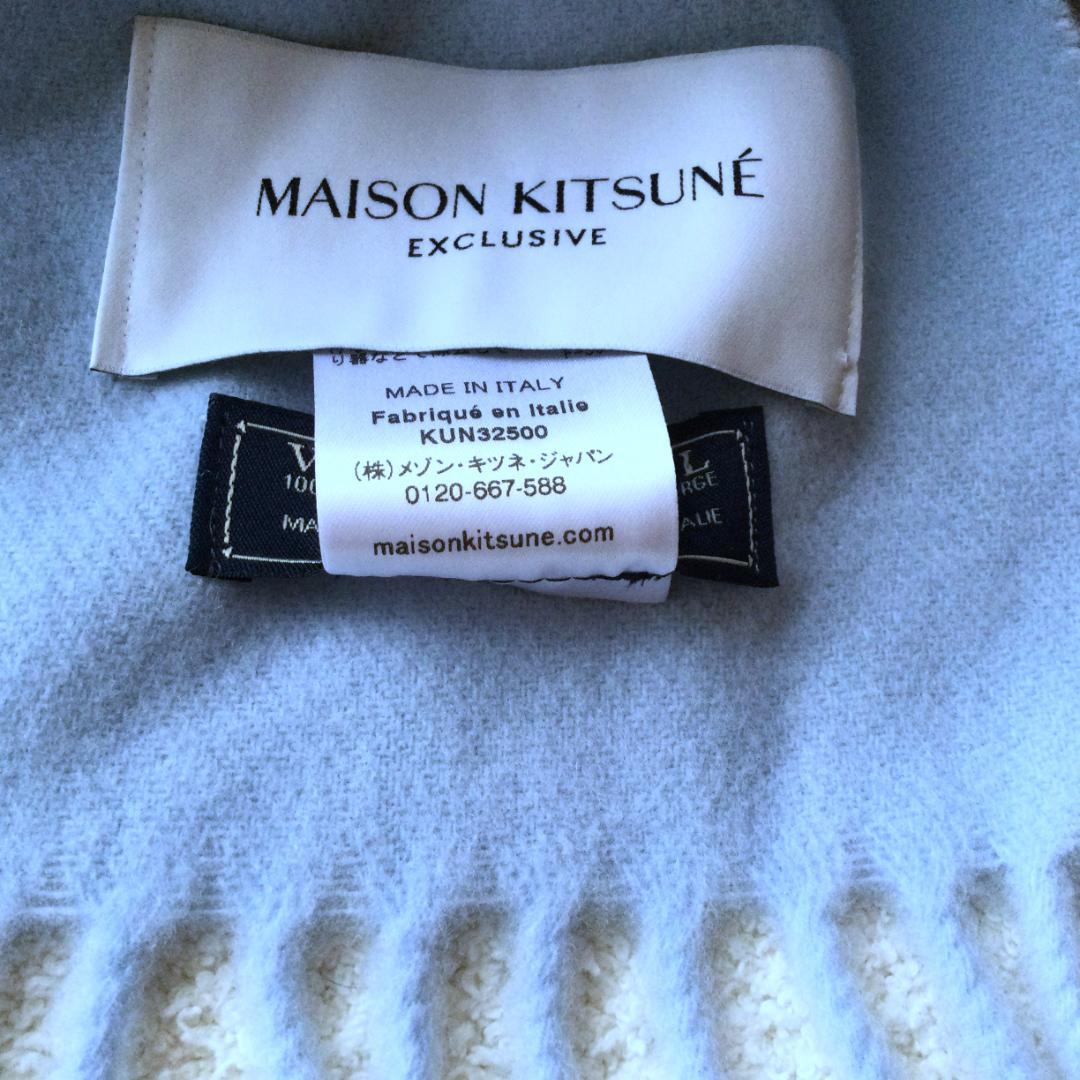 MAISON KITSUNÉ
EXCLUSIVE
MADE IN ITALY
Fabriqué en Italie
KUN32500
(株)メゾン・キツネ・ジャパン
0120-667-588
maisonkitsune.com